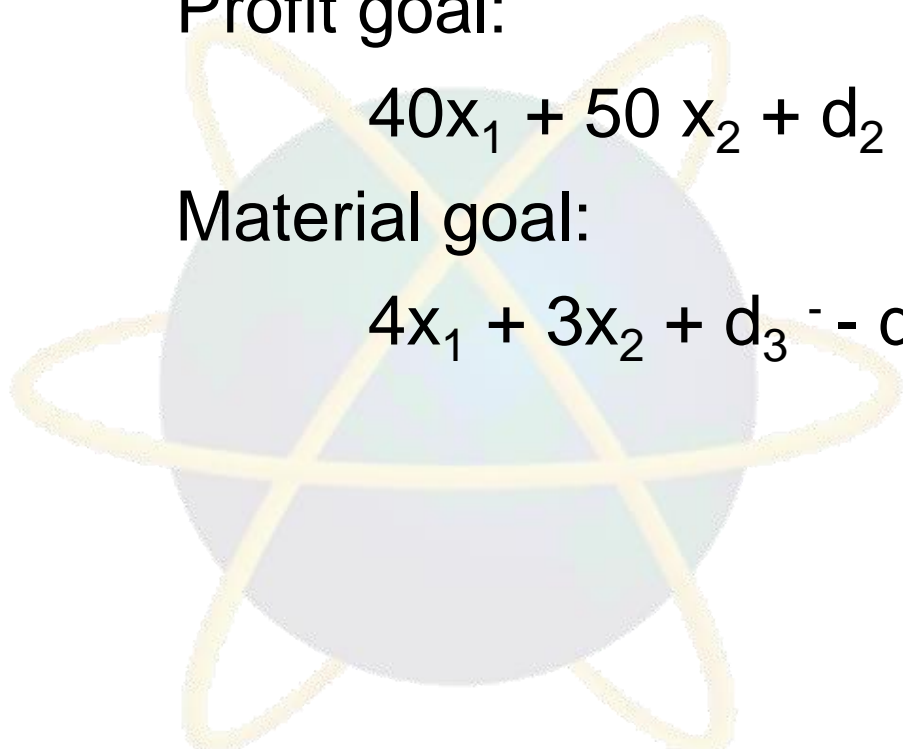 Profit goal:
40x₁ + 50 x₂ + d₂
Material goal:
4x₁ + 3x₂ + d₃ ⁻ -